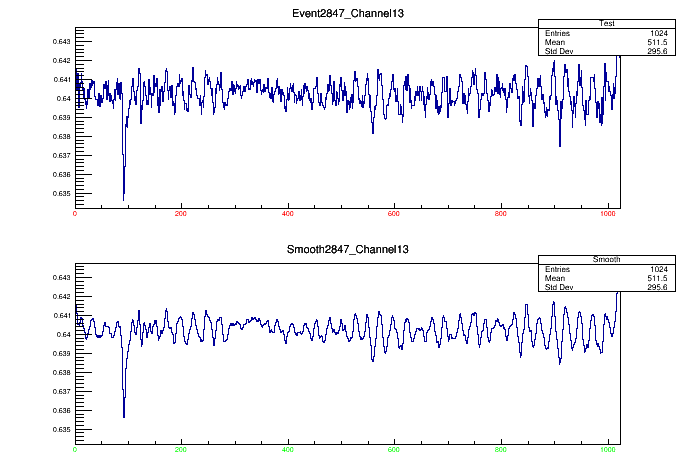 Event2847_Channel13
Test
Entries 1024
Mean 511.5
Std Dev 295.6
0.643
0.642
0.641
0.64
0.639
0.638
0.637
0.636
0.635
0 200 400 600 800 1000
Smooth2847_Channel13
Smooth
Entries 1024
Mean 511.5
Std Dev 295.6
0.643
0.642
0.641
0.64
0.639
0.638
0.637
0.636
0.635
0 200 400 600 800 1000